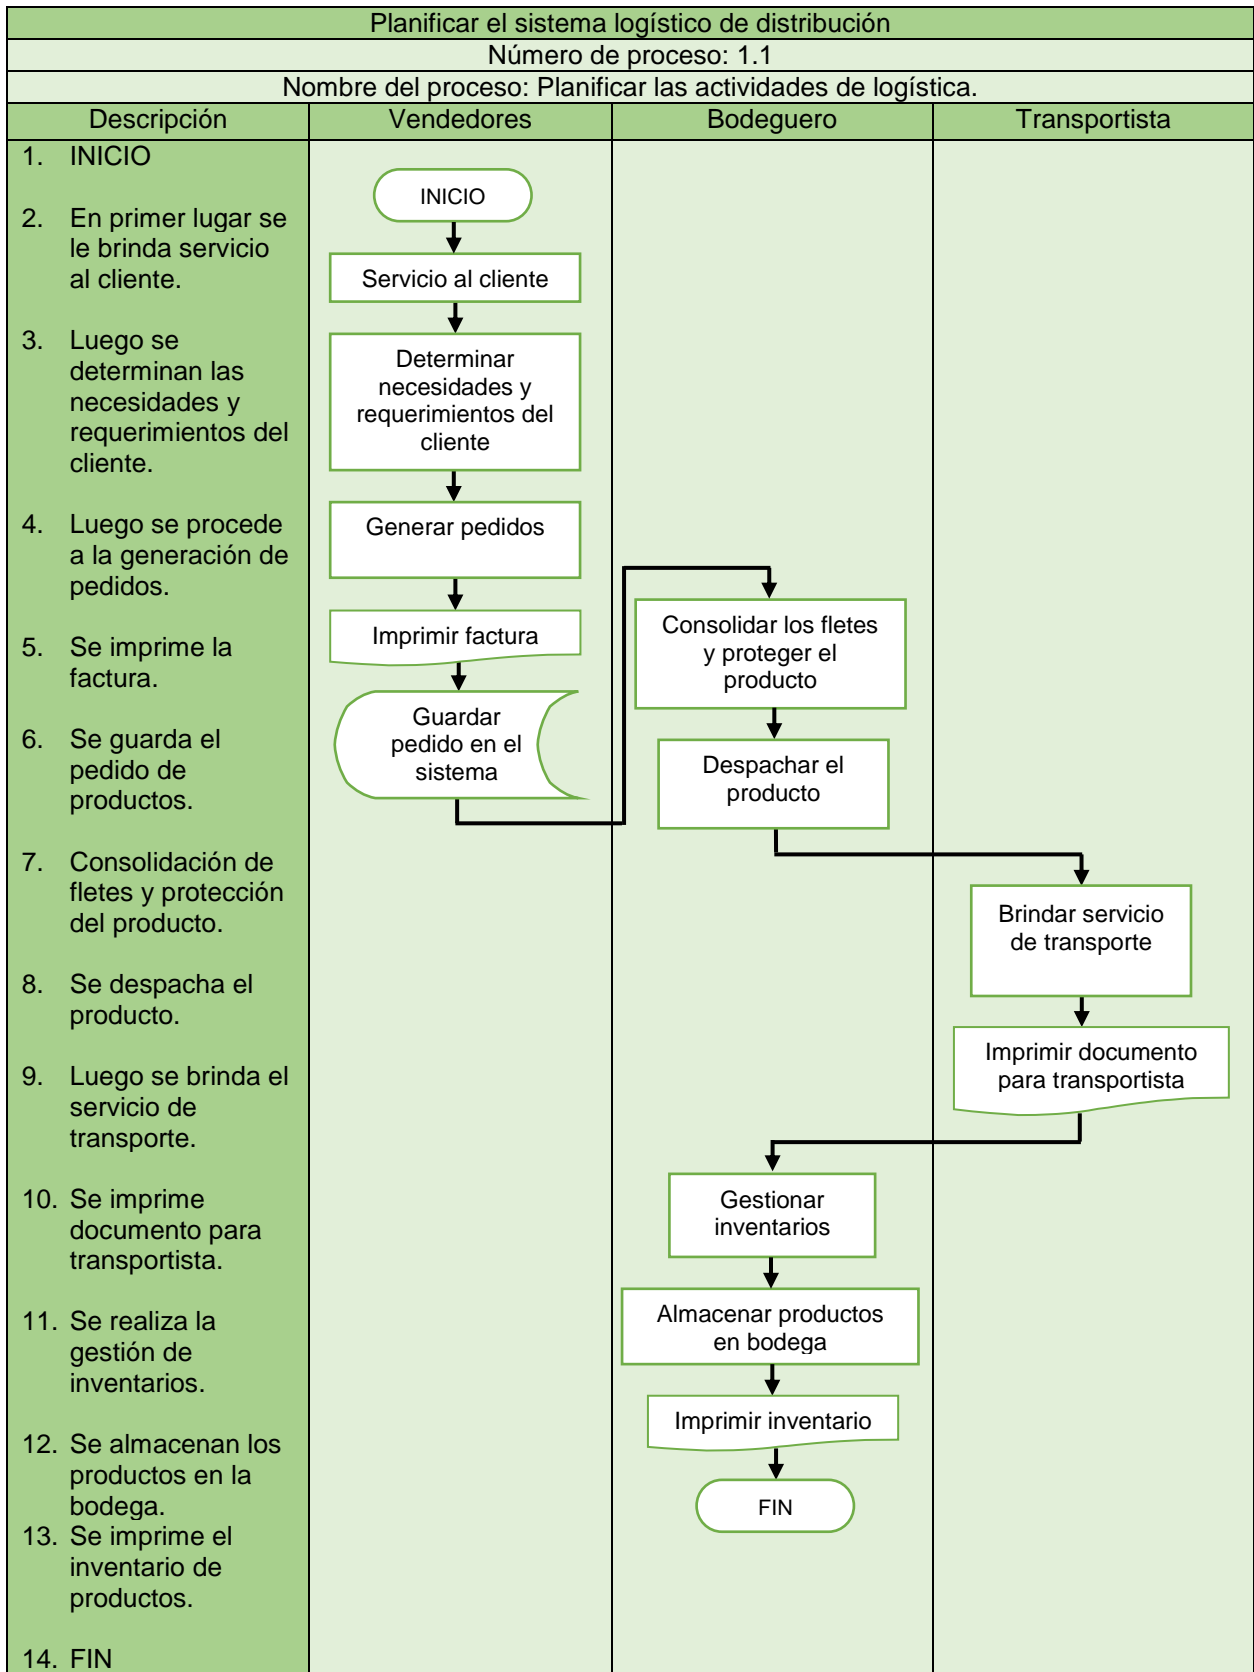 Planificar el sistema logístico de distribución
Número de proceso: 1.1
Nombre del proceso: Planificar las actividades de logística.
Descripción
Vendedores
Bodeguero
Transportista
1. INICIO
2. En primer lugar se
le brinda servicio
al cliente.
3. Luego se
determinan las
necesidades y
requerimientos del
cliente.
4. Luego se procede
a la generación de
pedidos.
5. Se imprime la
factura.
6. Se guarda el
pedido de
productos.
7. Consolidación de
fletes y protección
del producto.
8. Se despacha el
producto.
9. Luego se brinda el
servicio de
transporte.
10. Se imprime
documento para
transportista.
11. Se realiza la
gestión de
inventarios.
12. Se almacenan los
productos en la
bodega.
13. Se imprime el
inventario de
productos.
14. FIN
INICIO
Servicio al cliente
Determinar
necesidades y
requerimientos del
cliente
Generar pedidos
Imprimir factura
Guardar
pedido en el
sistema
Consolidar los fletes
y proteger el
producto
Despachar el
producto
Brindar servicio
de transporte
Imprimir documento
para transportista
Gestionar
inventarios
Almacenar productos
en bodega
Imprimir inventario
FIN